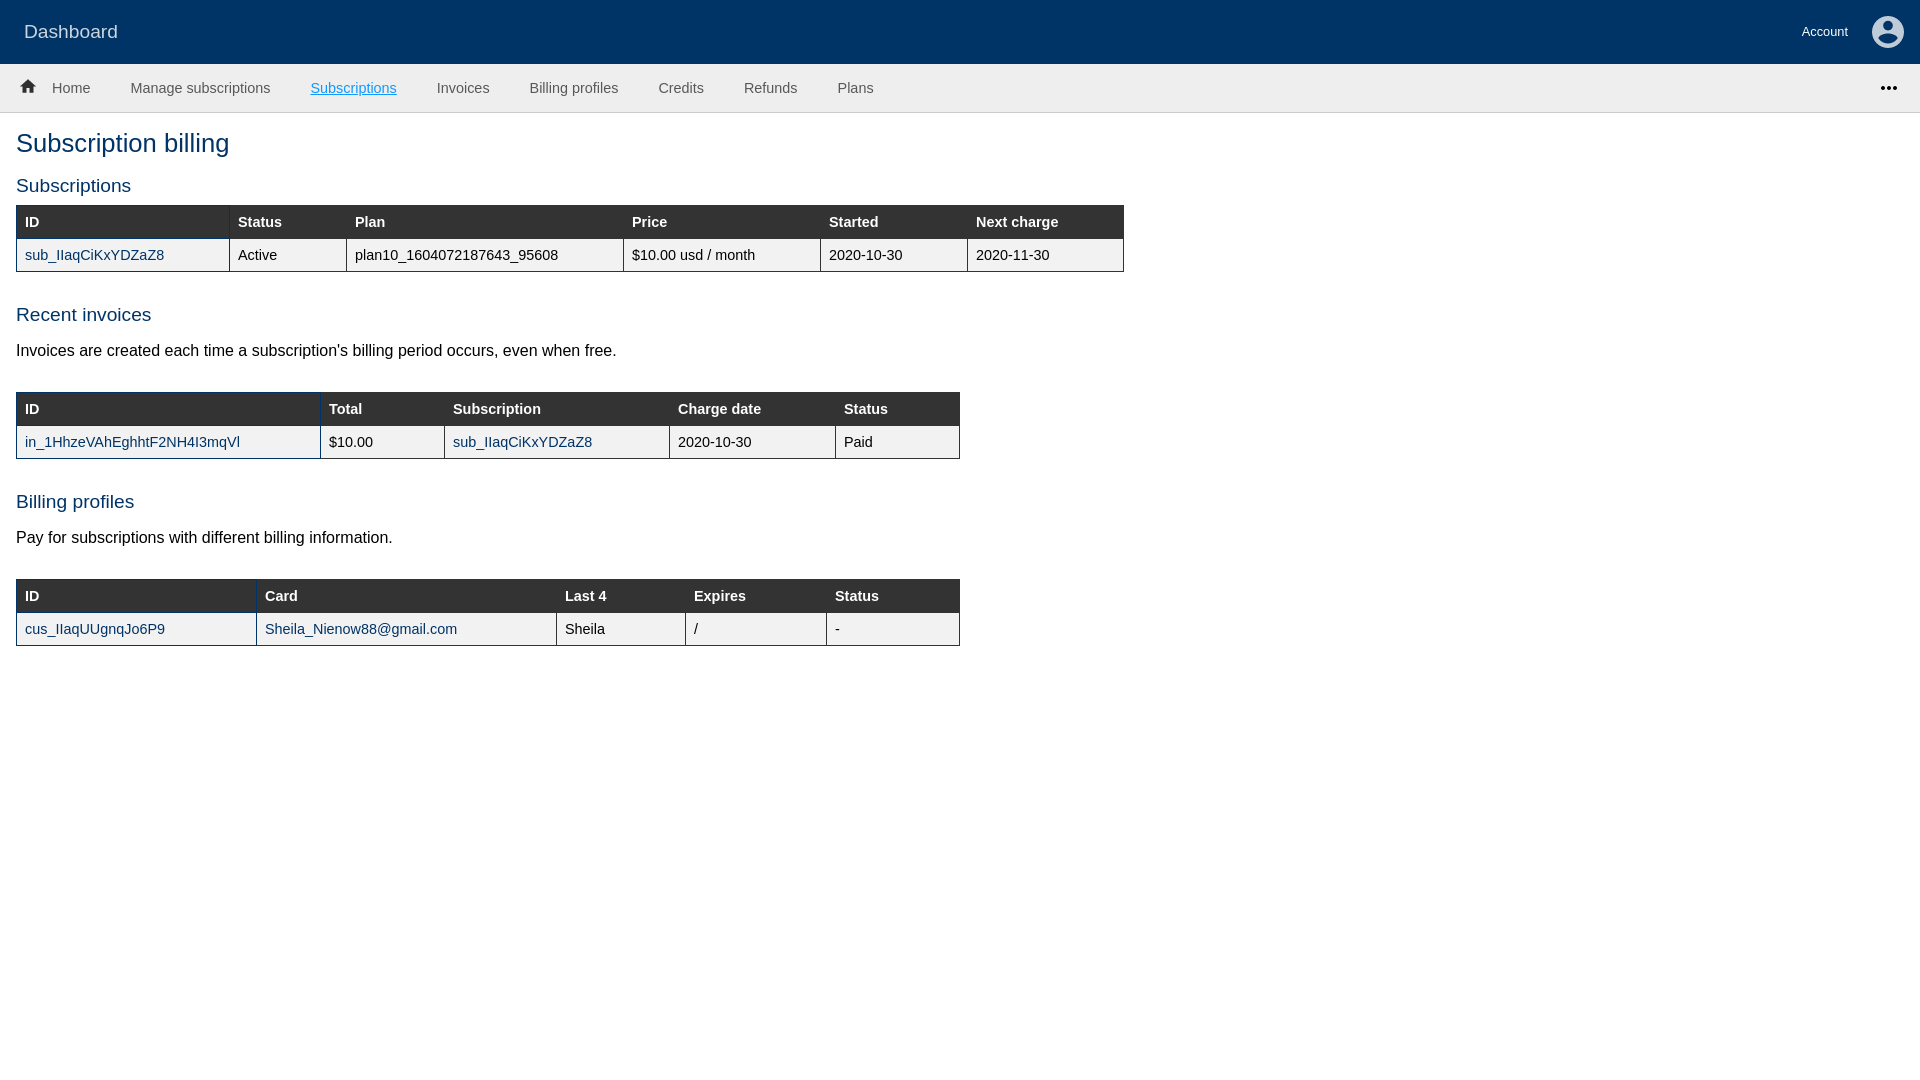 Dashboard
Account
Home Manage subscriptions Subscriptions Invoices Billing profiles Credits Refunds Plans
Subscription billing
Subscriptions
ID Status Plan Price Started Next charge
sub_IIaqCiKxYDZaZ8 Active plan10_1604072187643_95608 $10.00 usd / month 2020-10-30 2020-11-30
Recent invoices
Invoices are created each time a subscription's billing period occurs, even when free.
ID Total Subscription Charge date Status
in_1HhzeVAhEghhtF2NH4I3mqVl $10.00 sub_IIaqCiKxYDZaZ8 2020-10-30 Paid
Billing profiles
Pay for subscriptions with different billing information.
ID Card Last 4 Expires Status
cus_IIaqUUgnqJo6P9 Sheila_Nienow88@gmail.com Sheila / -